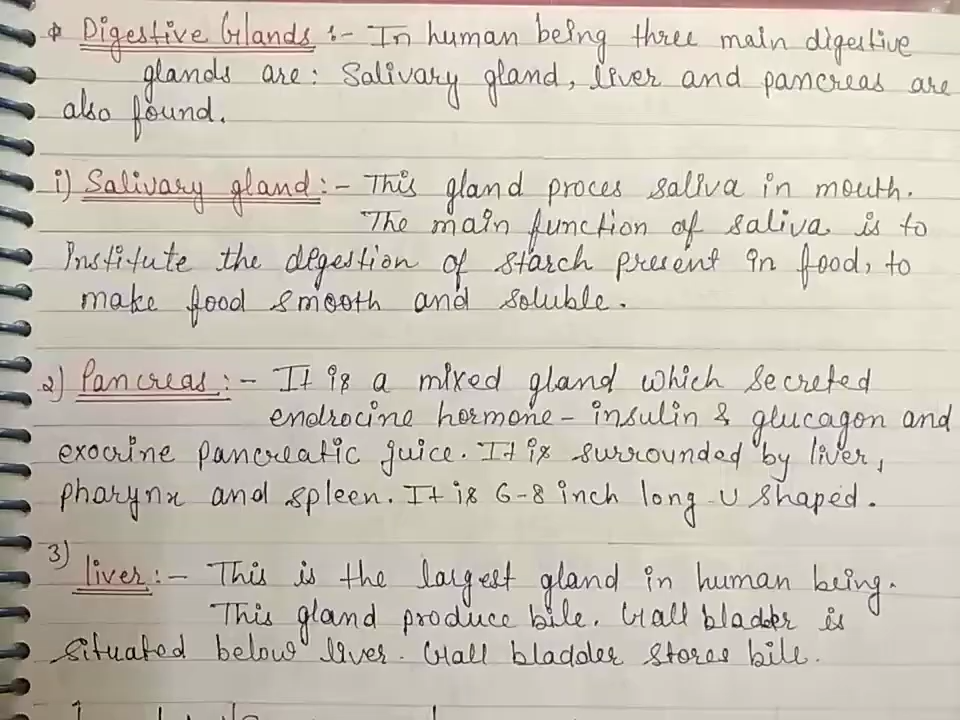 * Digestive Glands :- In human being three main digestive
glands are: Salivary gland, liver and pancreas are
also found.
i) Salivary gland :- This gland proces saliva in mouth.
The main function of saliva is to
Institute the digestion of starch present in food, to
make food smooth and soluble.
2) Pancreas :- It is a mixed gland which secreted
endrocine hormone - insulin & glucagon and
exocrine pancreatic juice. It is surrounded by liver,
pharynx and spleen. It is 6-8 inch long U shaped.
3) liver :- This is the largest gland in human being.
This gland produce bile. Gall bladder is
situated below liver. Gall bladder stores bile.